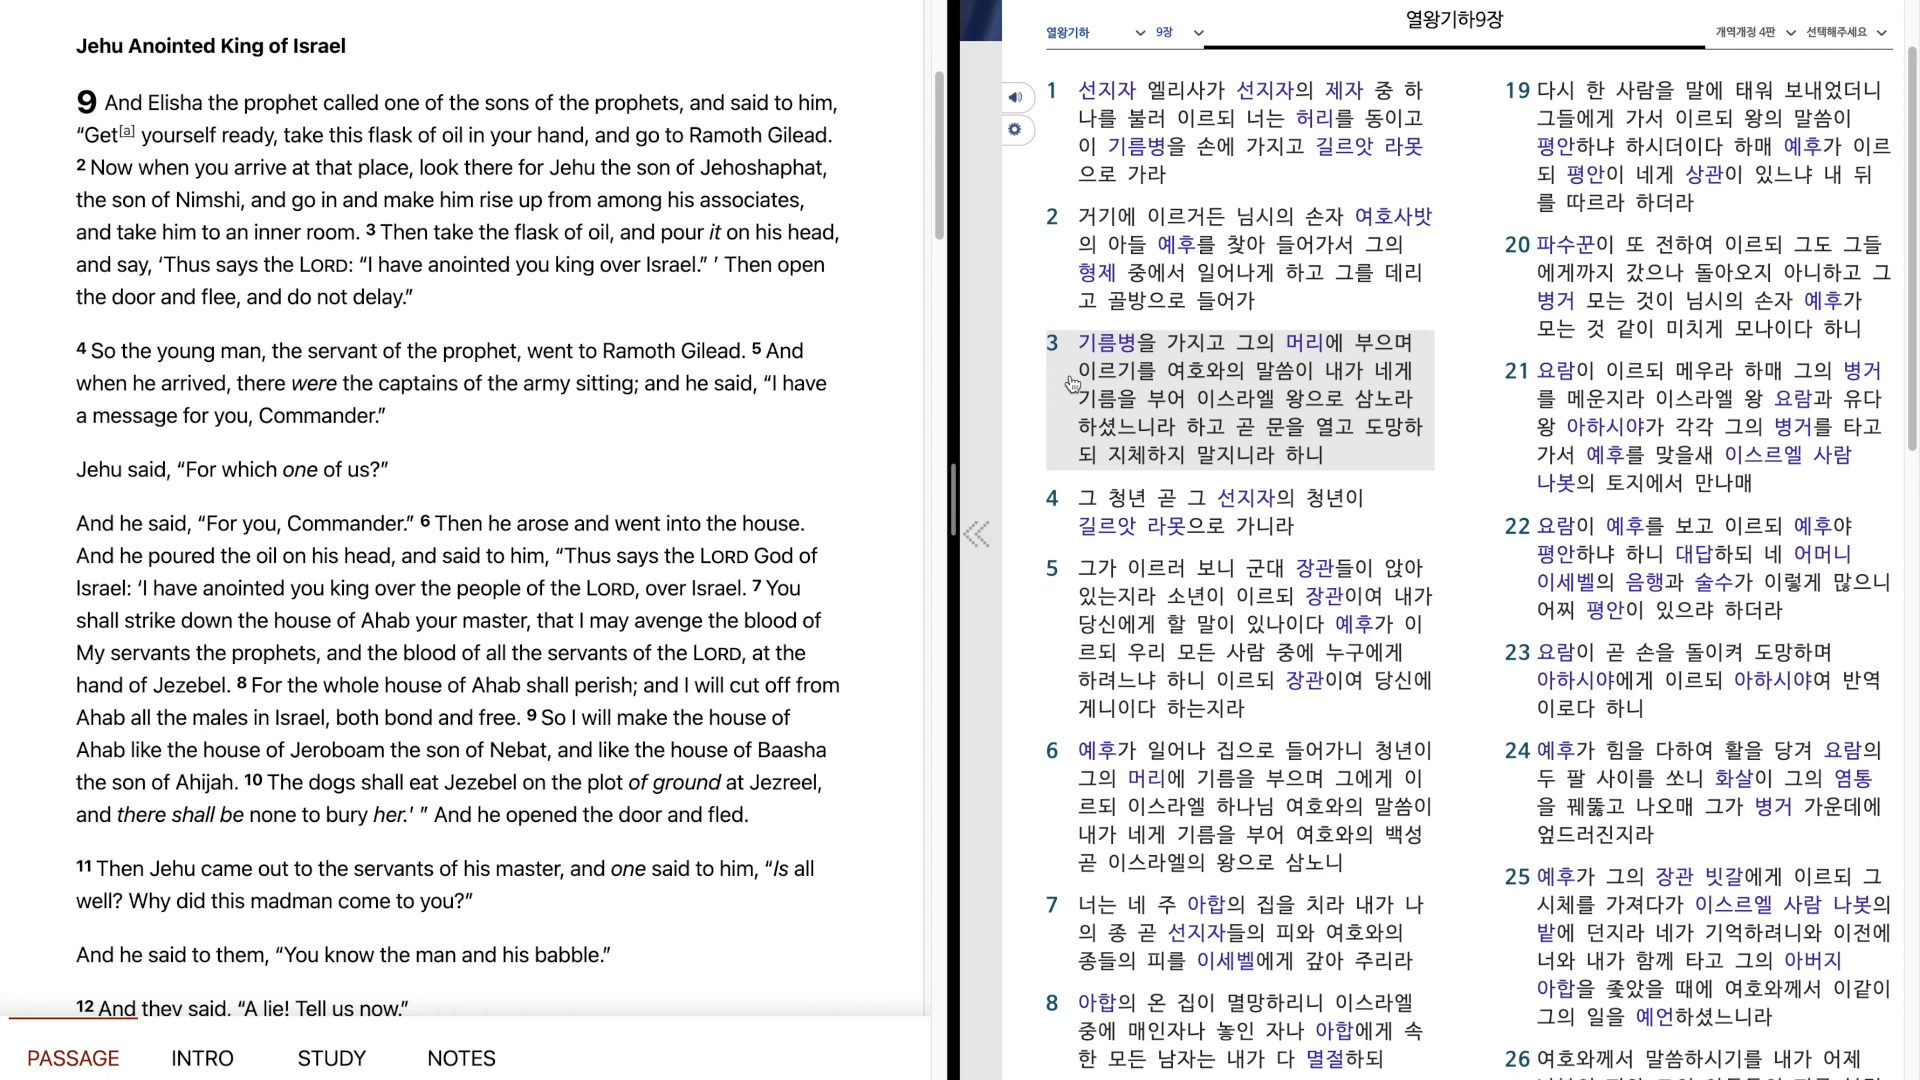 Jehu Anointed King of Israel
9 And Elisha the prophet called one of the sons of the prophets, and said to him,
“Get[a] yourself ready, take this flask of oil in your hand, and go to Ramoth Gilead.
2 Now when you arrive at that place, look there for Jehu the son of Jehoshaphat,
the son of Nimshi, and go in and make him rise up from among his associates,
and take him to an inner room. 3 Then take the flask of oil, and pour it on his head,
and say, ‘Thus says the LORD: “I have anointed you king over Israel.” ’ Then open
the door and flee, and do not delay.”
4 So the young man, the servant of the prophet, went to Ramoth Gilead. 5 And
when he arrived, there were the captains of the army sitting; and he said, “I have
a message for you, Commander.”
Jehu said, “For which one of us?”
And he said, “For you, Commander.” 6 Then he arose and went into the house.
And he poured the oil on his head, and said to him, “Thus says the LORD God of
Israel: ‘I have anointed you king over the people of the LORD, over Israel. 7 You
shall strike down the house of Ahab your master, that I may avenge the blood of
My servants the prophets, and the blood of all the servants of the LORD, at the
hand of Jezebel. 8 For the whole house of Ahab shall perish; and I will cut off from
Ahab all the males in Israel, both bond and free. 9 So I will make the house of
Ahab like the house of Jeroboam the son of Nebat, and like the house of Baasha
the son of Ahijah. 10 The dogs shall eat Jezebel on the plot of ground at Jezreel,
and there shall be none to bury her.’ ” And he opened the door and fled.
11 Then Jehu came out to the servants of his master, and one said to him, “Is all
well? Why did this madman come to you?”
And he said to them, “You know the man and his babble.”
12 And they said, “A lie! Tell us now.”
PASSAGE INTRO STUDY NOTES
열왕기하9장
열왕기하 9장 개역개정 4판 선택해주세요
1 선지자 엘리사가 선지자의 제자 중 하
나를 불러 이르되 너는 허리를 동이고
이 기름병을 손에 가지고 길르앗 라못
으로 가라
2 거기에 이르거든 님시의 손자 여호사밧
의 아들 예후를 찾아 들어가서 그의
형제 중에서 일어나게 하고 그를 데리
고 골방으로 들어가
3 기름병을 가지고 그의 머리에 부으며
이르기를 여호와의 말씀이 내가 네게
기름을 부어 이스라엘 왕으로 삼노라
하셨느니라 하고 곧 문을 열고 도망하
되 지체하지 말지니라 하니
4 그 청년 곧 그 선지자의 청년이
길르앗 라못으로 가니라
5 그가 이르러 보니 군대 장관들이 앉아
있는지라 소년이 이르되 장관이여 내가
당신에게 할 말이 있나이다 예후가 이
르되 우리 모든 사람 중에 누구에게
하려느냐 하니 이르되 장관이여 당신에
게니이다 하는지라
6 예후가 일어나 집으로 들어가니 청년이
그의 머리에 기름을 부으며 그에게 이
르되 이스라엘 하나님 여호와의 말씀이
내가 네게 기름을 부어 여호와의 백성
곧 이스라엘의 왕으로 삼노니
7 너는 네 주 아합의 집을 치라 내가 나
의 종 곧 선지자들의 피와 여호와의
종들의 피를 이세벨에게 갚아 주리라
8 아합의 온 집이 멸망하리니 이스라엘
중에 매인자나 놓인 자나 아합에게 속
한 모든 남자는 내가 다 멸절하되
19 다시 한 사람을 말에 태워 보내었더니
그들에게 가서 이르되 왕의 말씀이
평안하냐 하시더이다 하매 예후가 이르
되 평안이 네게 상관이 있느냐 내 뒤
를 따르라 하더라
20 파수꾼이 또 전하여 이르되 그도 그들
에게까지 갔으나 돌아오지 아니하고 그
병거 모는 것이 님시의 손자 예후가
모는 것 같이 미치게 모나이다 하니
21 요람이 이르되 메우라 하매 그의 병거
를 메운지라 이스라엘 왕 요람과 유다
왕 아하시야가 각각 그의 병거를 타고
가서 예후를 맞을새 이스르엘 사람
나봇의 토지에서 만나매
22 요람이 예후를 보고 이르되 예후야
평안하냐 하니 대답하되 네 어머니
이세벨의 음행과 술수가 이렇게 많으니
어찌 평안이 있으랴 하더라
23 요람이 곧 손을 돌이켜 도망하며
아하시야에게 이르되 아하시야여 반역
이로다 하니
24 예후가 힘을 다하여 활을 당겨 요람의
두 팔 사이를 쏘니 화살이 그의 염통
을 꿰뚫고 나오매 그가 병거 가운데에
엎드러진지라
25 예후가 그의 장관 빗갈에게 이르되 그
시체를 가져다가 이스르엘 사람 나봇의
밭에 던지라 네가 기억하려니와 이전에
너와 내가 함께 타고 그의 아버지
아합을 좇았을 때에 여호와께서 이같이
그의 일을 예언하셨느니라
26 여호와께서 말씀하시기를 내가 어제